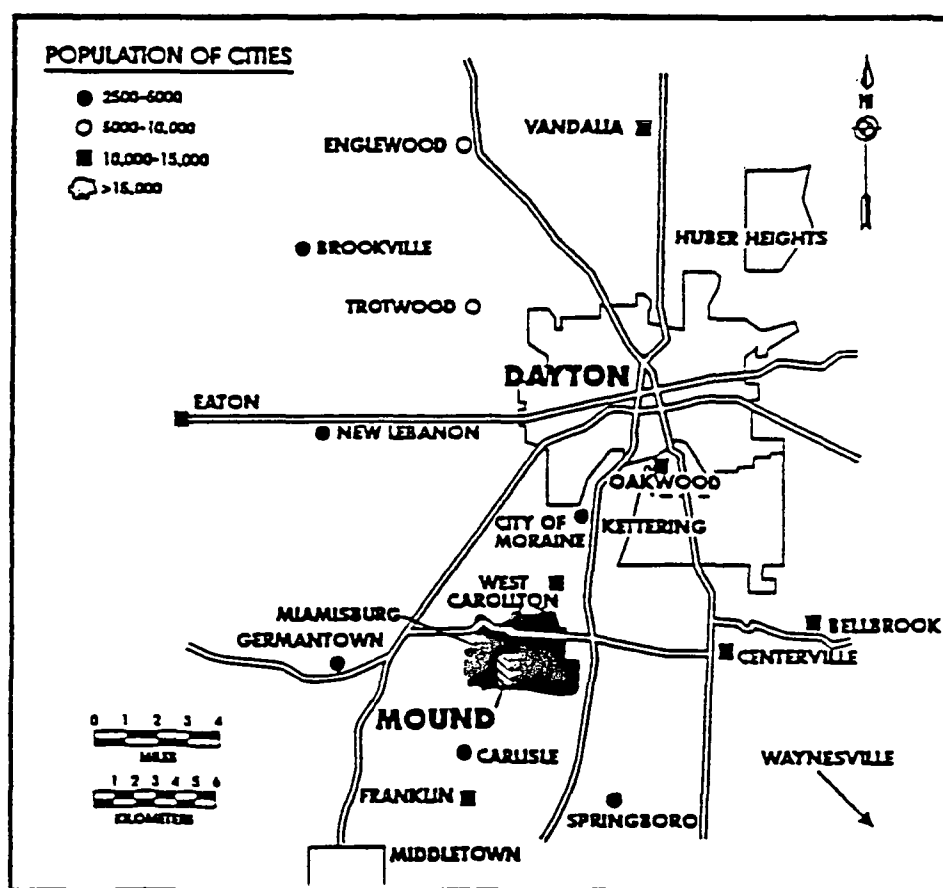 POPULATION OF CITIES
2500-5000
5000-10,000
10,000-15,000
>15,000
N
ENGLEWOOD
VANDALIA
HUBER HEIGHTS
BROOKVILLE
TROTWOOD
DAYTON
EATON
NEW LEBANON
OAKWOOD
CITY OF
MORAINE
KETTERING
WEST
CAROLLTON
MIAMISBURG
GERMANTOWN
BELLBROOK
CENTERVILLE
MOUND
0 1 2 3 4
MILES
CARLISLE
WAYNESVILLE
1 2 3 4 5 6
KILOMETERS
FRANKLIN
SPRINGBORO
MIDDLETOWN